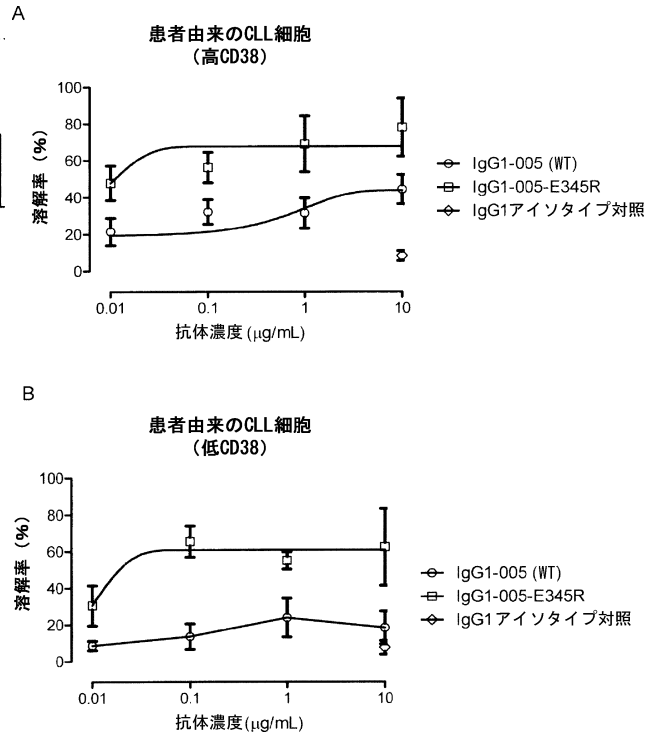 A
患者由来のCLL細胞
（高CD38）
溶解率 (%)
100
80
60
40
20
0
0.01
0.1
1
10
抗体濃度 (μg/mL)
IgG1-005 (WT)
IgG1-005-E345R
IgG1アイソタイプ対照
B
患者由来のCLL細胞
（低CD38）
溶解率 (%)
100
80
60
40
20
0
0.01
0.1
1
10
抗体濃度 (μg/mL)
IgG1-005 (WT)
IgG1-005-E345R
IgG1アイソタイプ対照